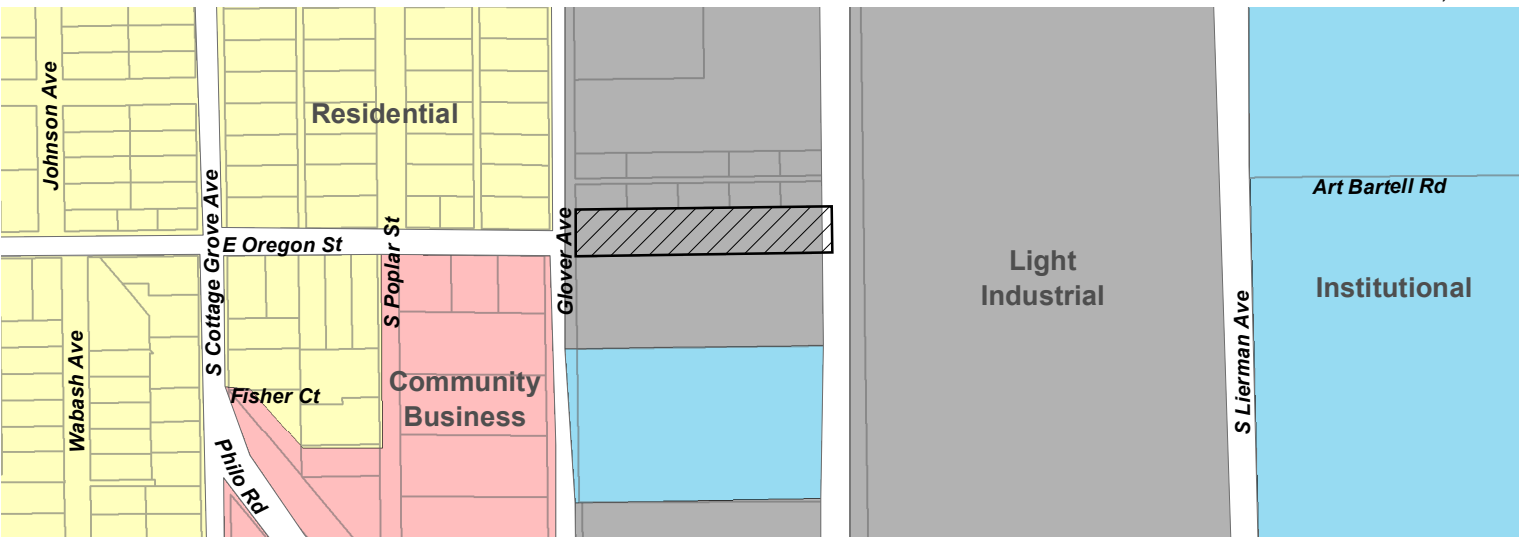 Johnson Ave
Residential
S Cottage Grove Ave
E Oregon St
S Poplar St
Glover Ave
Art Bartell Rd
Light
Industrial
Institutional
S Lierman Ave
Wabash Ave
Fisher Ct
Community
Business
Philo Rd